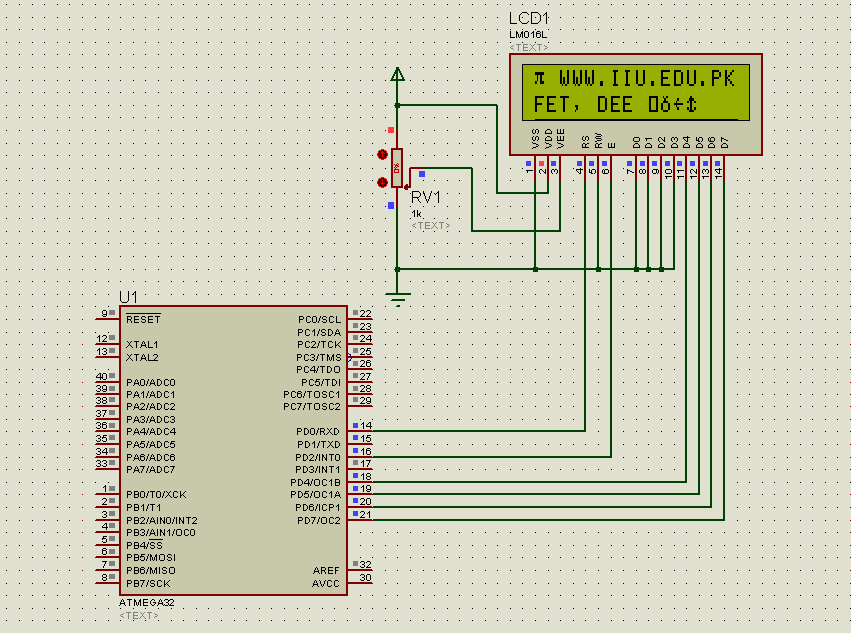 LCD1
LM016L
<TEXT>
π WWW.IIU.EDU.PK
FET, DEE
VSS
VDD
VEE
RS
RW
E
D0
D1
D2
D3
D4
D5
D6
D7
1
2
3
4
5
6
7
8
9
10
11
12
13
14
0%
RV1
1k
<TEXT>
U1
9 RESET
12 XTAL1
13 XTAL2
40 PA0/ADC0
39 PA1/ADC1
38 PA2/ADC2
37 PA3/ADC3
36 PA4/ADC4
35 PA5/ADC5
34 PA6/ADC6
33 PA7/ADC7
1 PB0/T0/XCK
2 PB1/T1
3 PB2/AIN0/INT2
4 PB3/AIN1/OC0
5 PB4/SS
6 PB5/MOSI
7 PB6/MISO
8 PB7/SCK
PC0/SCL 22
PC1/SDA 23
PC2/TCK 24
PC3/TMS 25
PC4/TDO 26
PC5/TDI 27
PC6/TOSC1 28
PC7/TOSC2 29
PD0/RXD 14
PD1/TXD 15
PD2/INT0 16
PD3/INT1 17
PD4/OC1B 18
PD5/OC1A 19
PD6/ICP1 20
PD7/OC2 21
AREF 32
AVCC 30
ATMEGA32
<TEXT>